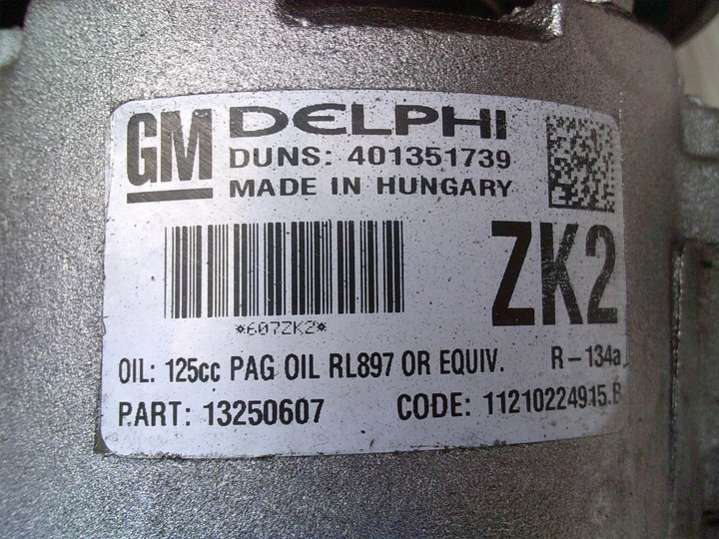 GM DELPHI
DUNS: 401351739
MADE IN HUNGARY
ZK2
*607ZK2*
OIL: 125cc PAG OIL RL897 OR EQUIV. R-134a
PART: 13250607 CODE: 11210224915.B